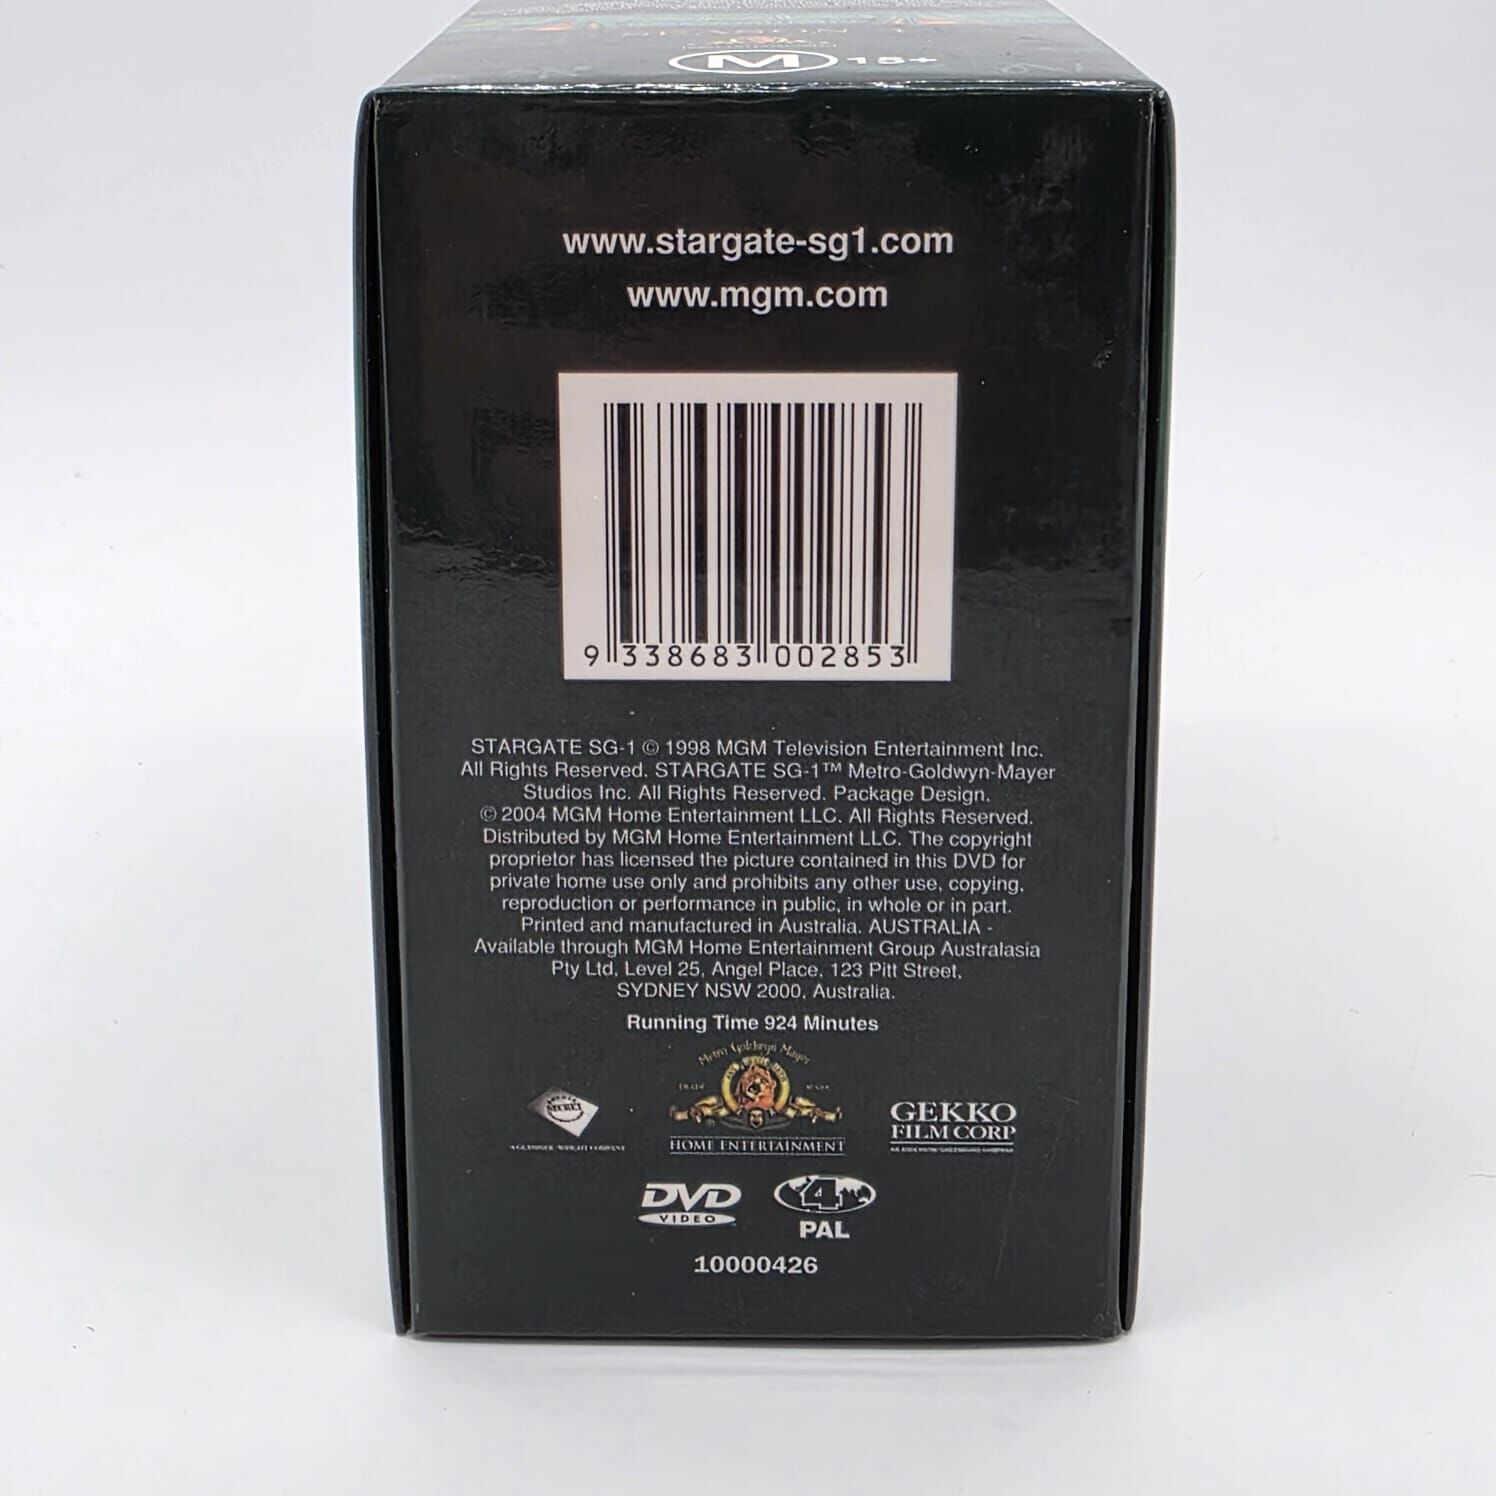 M 15+
www.stargate-sg1.com
www.mgm.com
9 338683 002853
STARGATE SG-1 © 1998 MGM Television Entertainment Inc.
All Rights Reserved. STARGATE SG-1™ Metro-Goldwyn-Mayer
Studios Inc. All Rights Reserved. Package Design.
© 2004 MGM Home Entertainment LLC. All Rights Reserved.
Distributed by MGM Home Entertainment LLC. The copyright
proprietor has licensed the picture contained in this DVD for
private home use only and prohibits any other use, copying,
reproduction or performance in public, in whole or in part.
Printed and manufactured in Australia. AUSTRALIA -
Available through MGM Home Entertainment Group Australasia
Pty Ltd, Level 25, Angel Place, 123 Pitt Street,
SYDNEY NSW 2000, Australia.
Running Time 924 Minutes
Metro Goldwyn Mayer
SECRET
HOME ENTERTAINMENT
GEKKO
FILM CORP
DVD
VIDEO
4
PAL
10000426